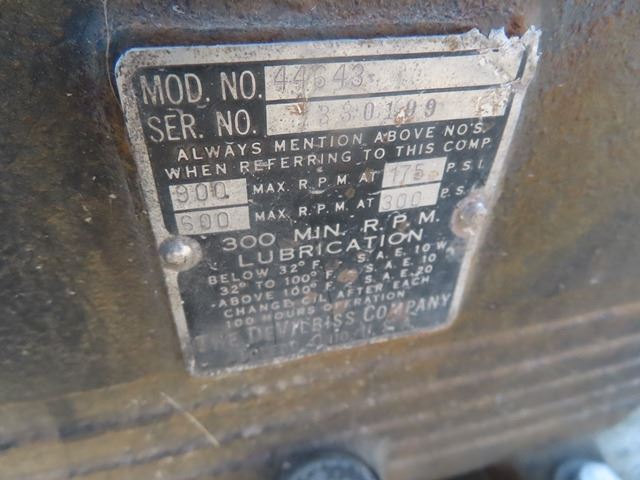 MOD. NO. 44643
SER. NO. 7330199
ALWAYS MENTION ABOVE NO'S.
WHEN REFERRING TO THIS COMP.
900 MAX. R.P.M. AT 175 P.S.I.
600 MAX. R.P.M. AT 300 P.S.I.
300 MIN. R.P.M.
LUBRICATION
BELOW 32° F. S.A.E. 10 W.
32° TO 100° F. S.A.E. 10
ABOVE 100° F. S.A.E. 20
CHANGE OIL AFTER EACH
100 HOURS OPERATION
THE DEVILBISS COMPANY